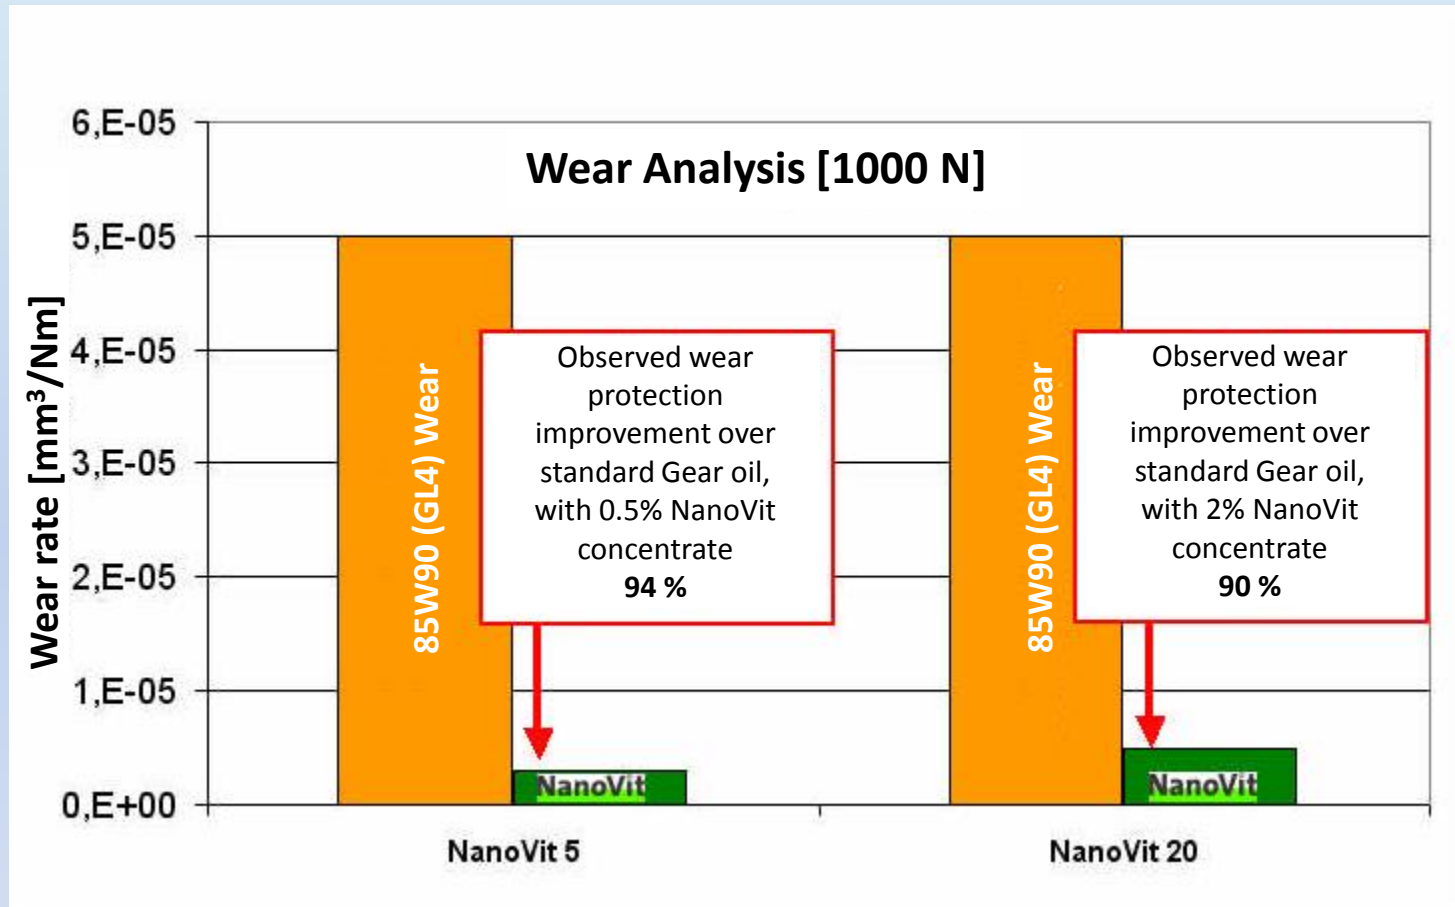 Wear Analysis [1000 N]
Wear rate [mm³/Nm]
6,E-05
5,E-05
4,E-05
3,E-05
2,E-05
1,E-05
0,E+00
85W90 (GL4) Wear
Observed wear
protection
improvement over
standard Gear oil,
with 0.5% NanoVit
concentrate
94 %
NanoVit
85W90 (GL4) Wear
Observed wear
protection
improvement over
standard Gear oil,
with 2% NanoVit
concentrate
90 %
NanoVit
NanoVit 5
NanoVit 20